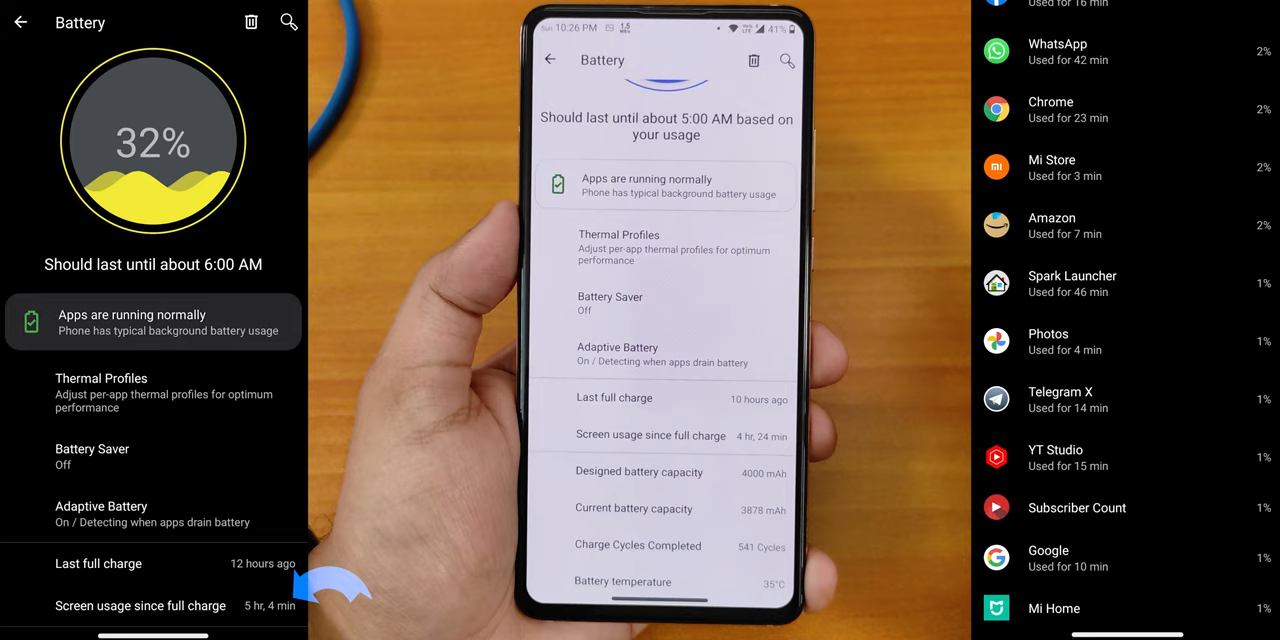 Battery
32%
Should last until about 6:00 AM
Apps are running normally
Phone has typical background battery usage
Thermal Profiles
Adjust per-app thermal profiles for optimum
performance
Battery Saver
Off
Adaptive Battery
On / Detecting when apps drain battery
Last full charge 12 hours ago
Screen usage since full charge 5 hr, 4 min
Sun 10:26 PM 1.5 41%
Battery
Should last until about 5:00 AM based on
your usage
Apps are running normally
Phone has typical background battery usage
Thermal Profiles
Adjust per-app thermal profiles for optimum
performance
Battery Saver
Off
Adaptive Battery
On / Detecting when apps drain battery
Last full charge 10 hours ago
Screen usage since full charge 4 hr, 24 min
Designed battery capacity 4000 mAh
Current battery capacity 3878 mAh
Charge Cycles Completed 541 Cycles
Battery temperature 35°C
Used for 16 min
WhatsApp 2%
Used for 42 min
Chrome 2%
Used for 23 min
Mi Store 2%
Used for 3 min
Amazon 2%
Used for 7 min
Spark Launcher 1%
Used for 46 min
Photos 1%
Used for 4 min
Telegram X 1%
Used for 14 min
YT Studio 1%
Used for 15 min
Subscriber Count 1%
Google 1%
Used for 10 min
Mi Home 1%